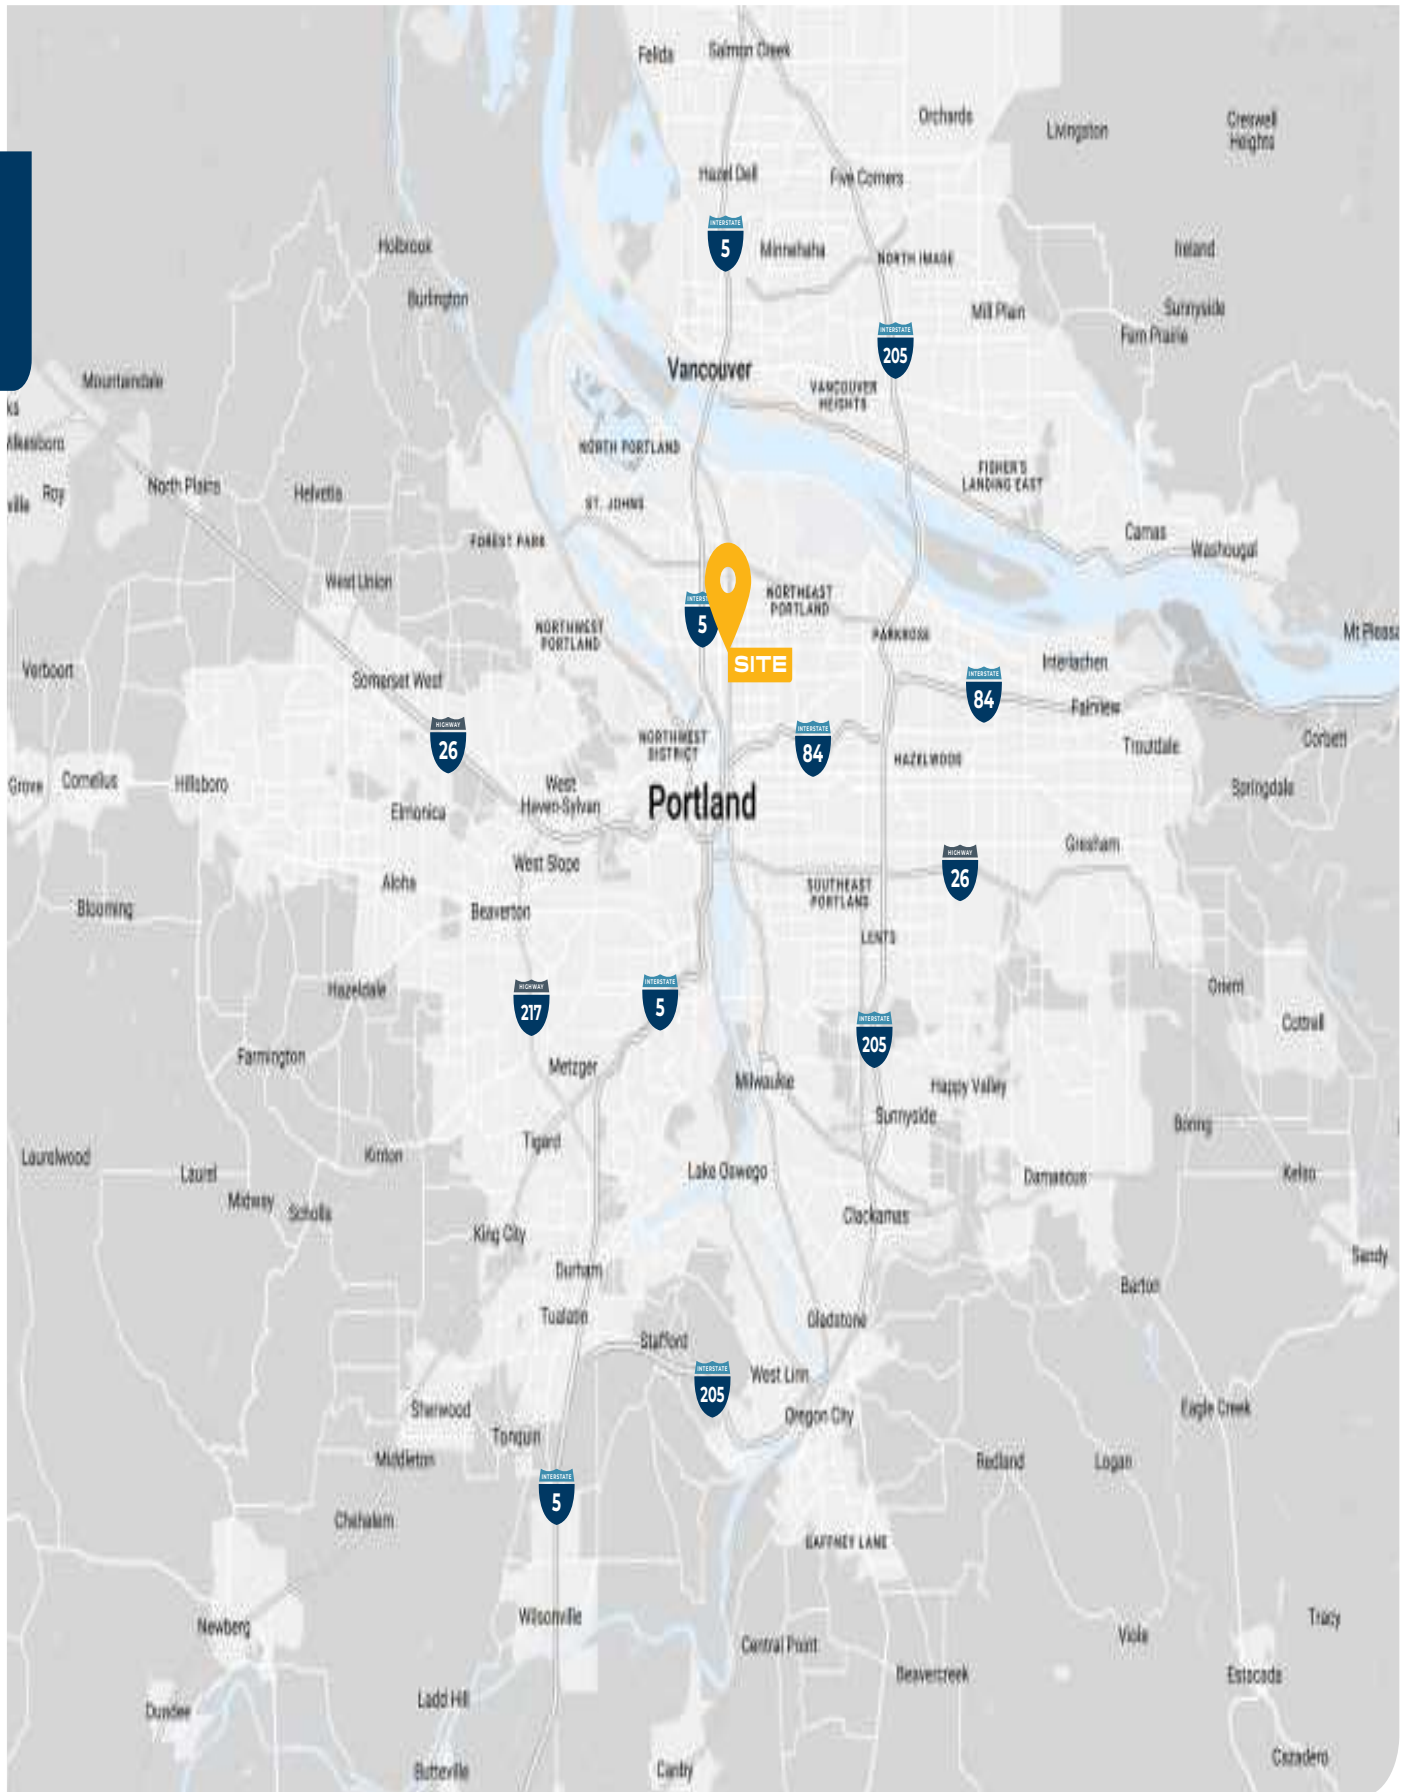 Felida
Salmon Creek
Orchards
Livingston
Creswell
Heights
Hazel Dell
Five Corners
INTERSTATE
5
Minnehaha
NORTH IMAGE
Ireland
Holbrook
Burlington
Mill Plain
Sunnyside
Fern Prairie
INTERSTATE
205
Vancouver
Mountaindale
VANCOUVER
HEIGHTS
NORTH PORTLAND
FISHER'S
LANDING EAST
North Plains
Helvetia
Roy
ville
ST. JOHNS
Camas
Washougal
FOREST PARK
West Union
NORTHEAST
PORTLAND
5
NORTHWEST
PORTLAND
PARKROSE
Mt Pleasa
SITE
Interlachen
Verboort
Somerset West
INTERSTATE
84
Fairview
HIGHWAY
26
NORTHWEST
DISTRICT
INTERSTATE
84
HAZELWOOD
Troutdale
Corbett
Grove
Cornelius
Hillsboro
West
Haven-Sylvan
Portland
Springdale
Elmonica
Gresham
West Slope
HIGHWAY
26
Aloha
SOUTHEAST
PORTLAND
Blooming
Beaverton
LENTS
Hazeldale
HIGHWAY
217
INTERSTATE
5
Orient
Cottrell
INTERSTATE
205
Farmington
Metzger
Milwaukie
Happy Valley
Sunnyside
Boring
Tigard
Laurelwood
Laurel
Kinton
Lake Oswego
Damascus
Kelso
Midway
Scholls
Clackamas
King City
Sandy
Durham
Barton
Tualatin
Gladstone
Stafford
INTERSTATE
205
West Linn
Sherwood
Oregon City
Eagle Creek
Tonquin
Middleton
Redland
Logan
INTERSTATE
5
Chehalem
GAFFNEY LANE
Newberg
Wilsonville
Central Point
Viola
Tracy
Beavercreek
Estacada
Ladd Hill
Dundee
Butteville
Canby
Cazadero